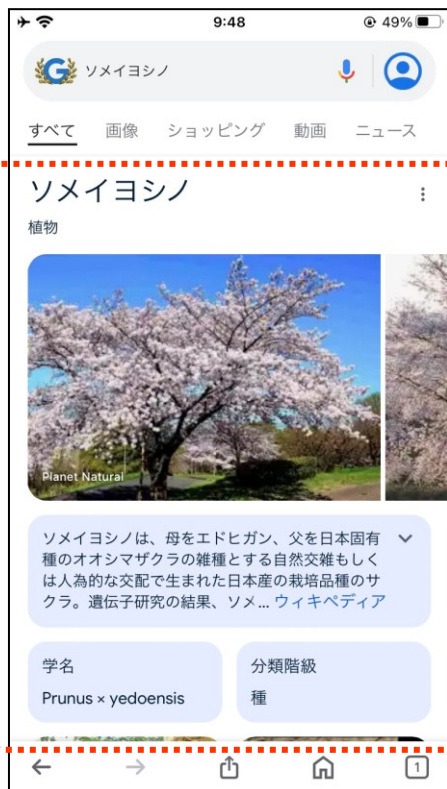 9:48
49%
G ソメイヨシノ
すべて 画像 ショッピング 動画 ニュース
ソメイヨシノ
植物
Planet Natural
ソメイヨシノは、母をエドヒガン、父を日本固有
種のオオシマザクラの雑種とする自然交雑もしく
は人為的な交配で生まれた日本産の栽培品種のサ
クラ。遺伝子研究の結果、ソメ... ウィキペディア
学名
Prunus × yedoensis
分類階級
種
1